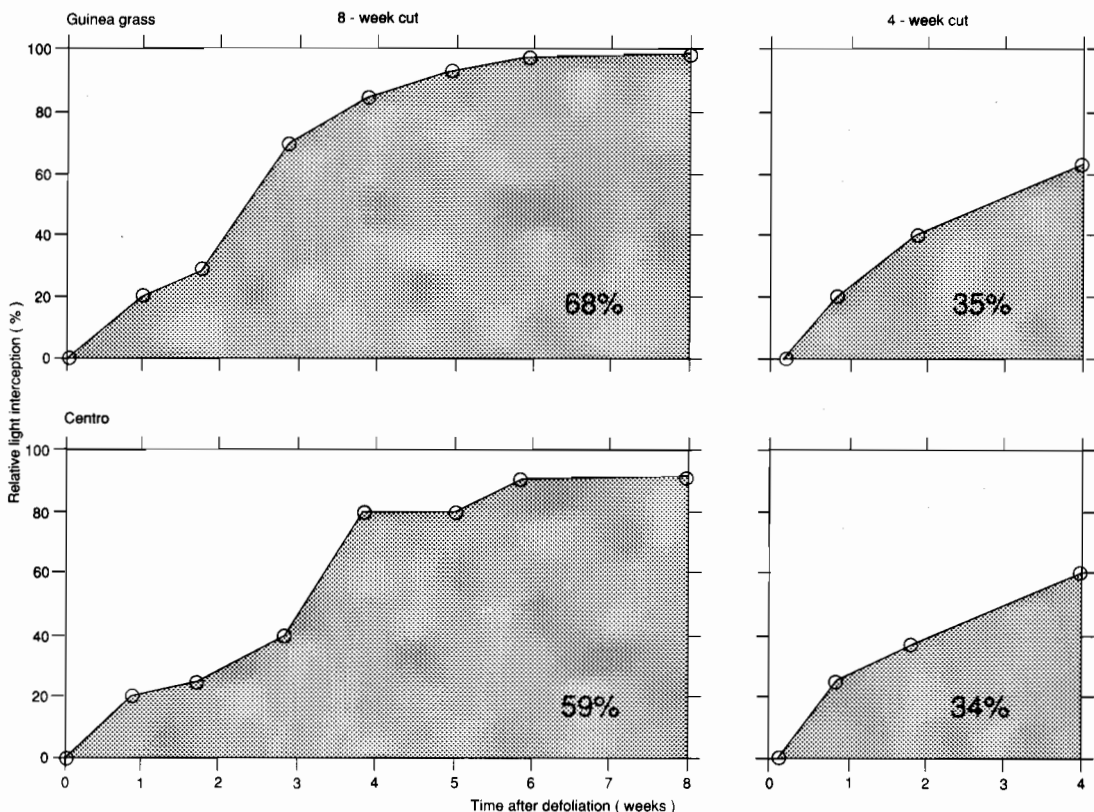 Guinea grass
8 - week cut
4 - week cut
100
80
60
40
20
0
68%
35%
Relative light interception ( % )
Centro
100
80
60
40
20
0
59%
34%
0 1 2 3 4 5 6 7 8
0 1 2 3 4
Time after defoliation ( weeks )